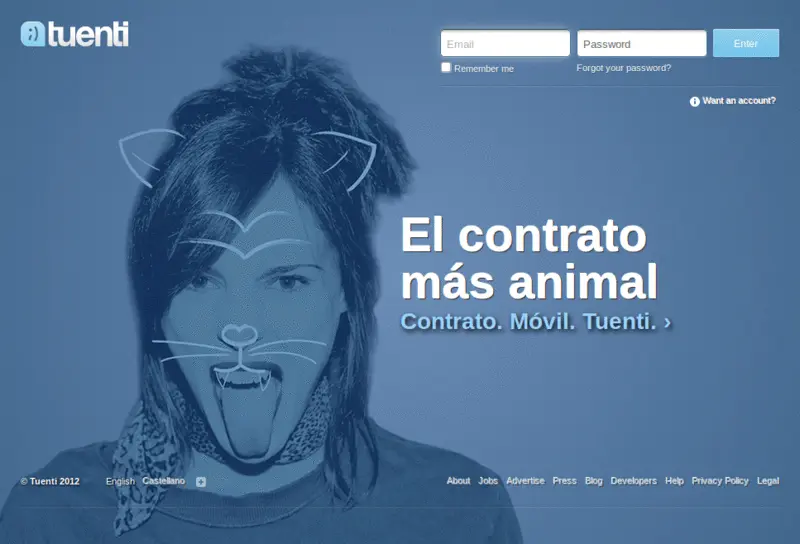 tuenti
Email
Password
Enter
Remember me
Forgot your password?
Want an account?
El contrato
más animal
Contrato. Móvil. Tuenti. ›
© Tuenti 2012 English Castellano
About Jobs Advertise Press Blog Developers Help Privacy Policy Legal